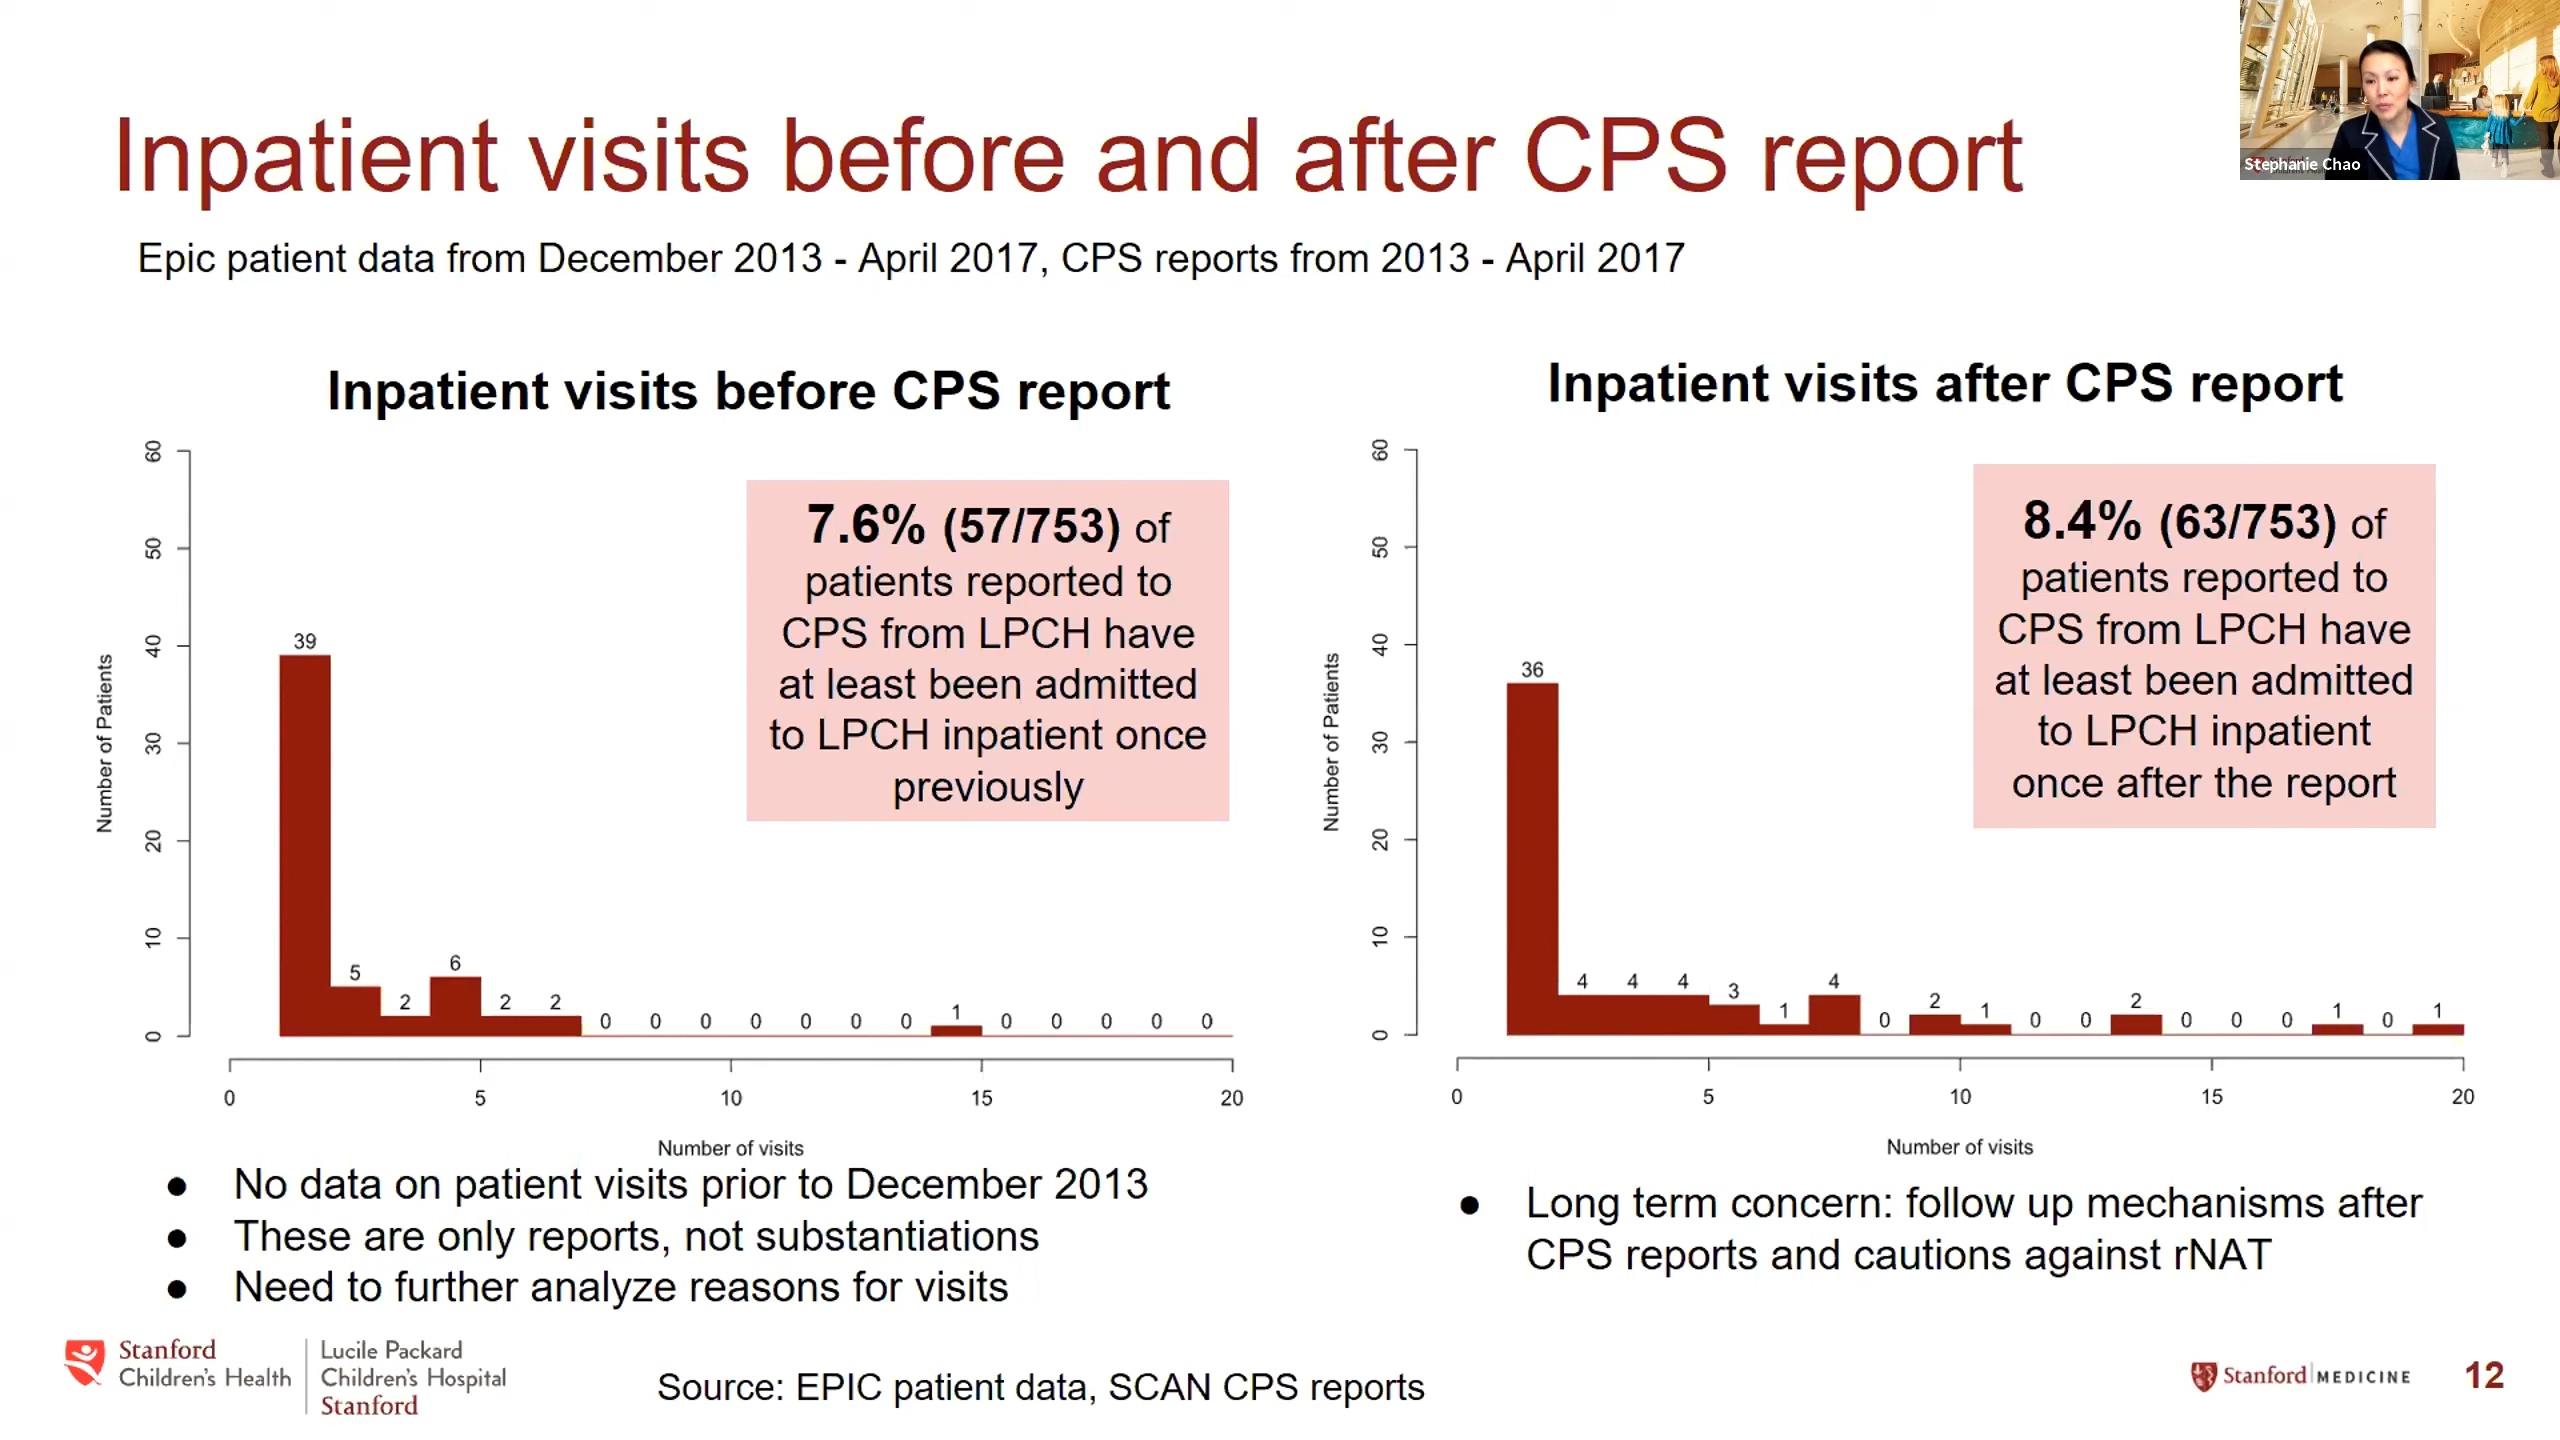 Stephanie Chao
Inpatient visits before and after CPS report
Epic patient data from December 2013 - April 2017, CPS reports from 2013 - April 2017
Inpatient visits before CPS report
60
50
40
30
20
10
0
Number of Patients
39
5
2
6
2
2
0
0
0
0
0
0
0
1
0
0
0
0
0
0
5
10
15
20
Number of visits
7.6% (57/753) of
patients reported to
CPS from LPCH have
at least been admitted
to LPCH inpatient once
previously
Inpatient visits after CPS report
60
50
40
30
20
10
0
Number of Patients
36
4
4
4
3
1
4
0
2
1
0
0
2
0
0
0
1
0
1
0
5
10
15
20
Number of visits
8.4% (63/753) of
patients reported to
CPS from LPCH have
at least been admitted
to LPCH inpatient
once after the report
● No data on patient visits prior to December 2013
● These are only reports, not substantiations
● Need to further analyze reasons for visits
● Long term concern: follow up mechanisms after
CPS reports and cautions against rNAT
Stanford
Children's Health
Lucile Packard
Children's Hospital
Stanford
Source: EPIC patient data, SCAN CPS reports
Stanford MEDICINE
12